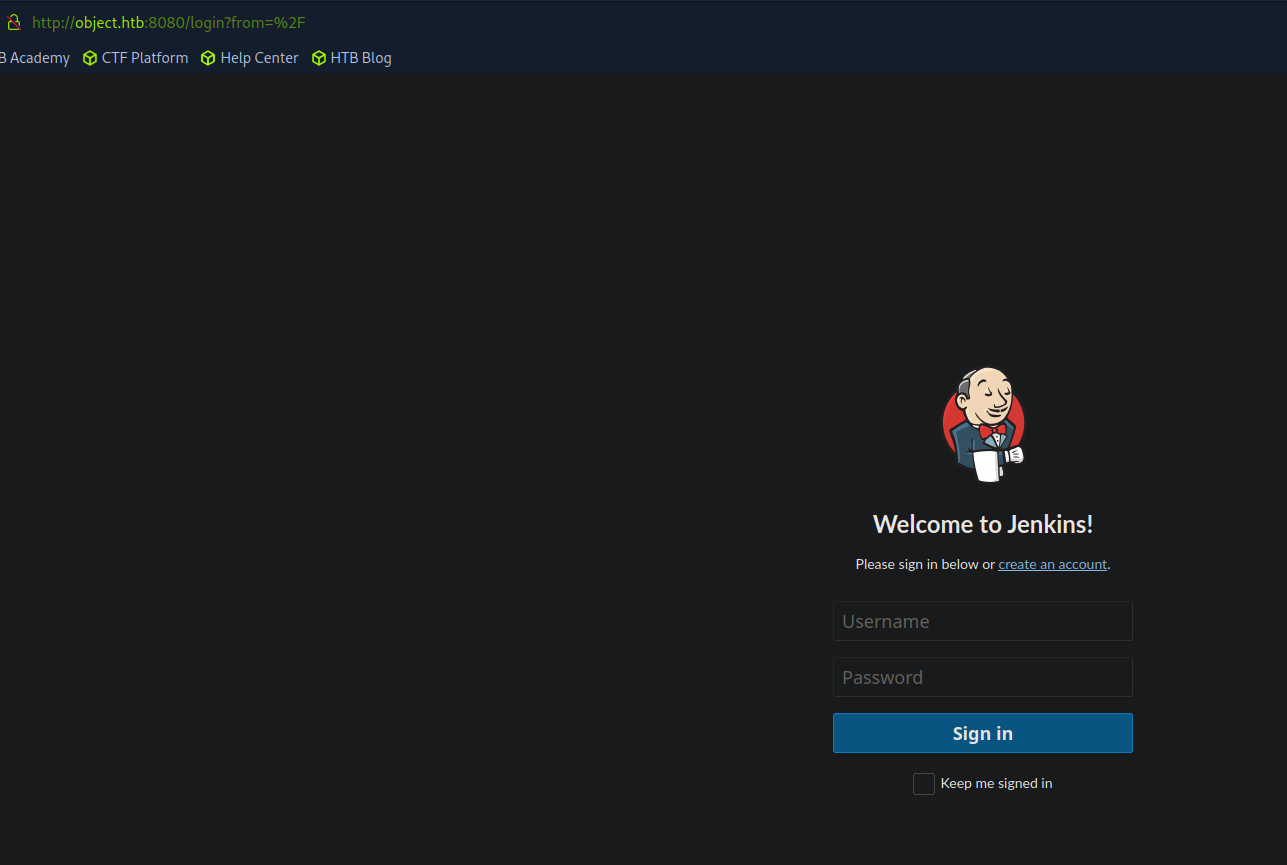 http://object.htb:8080/login?from=%2F
B Academy CTF Platform Help Center HTB Blog
Welcome to Jenkins!
Please sign in below or create an account.
Username
Password
Sign in
Keep me signed in